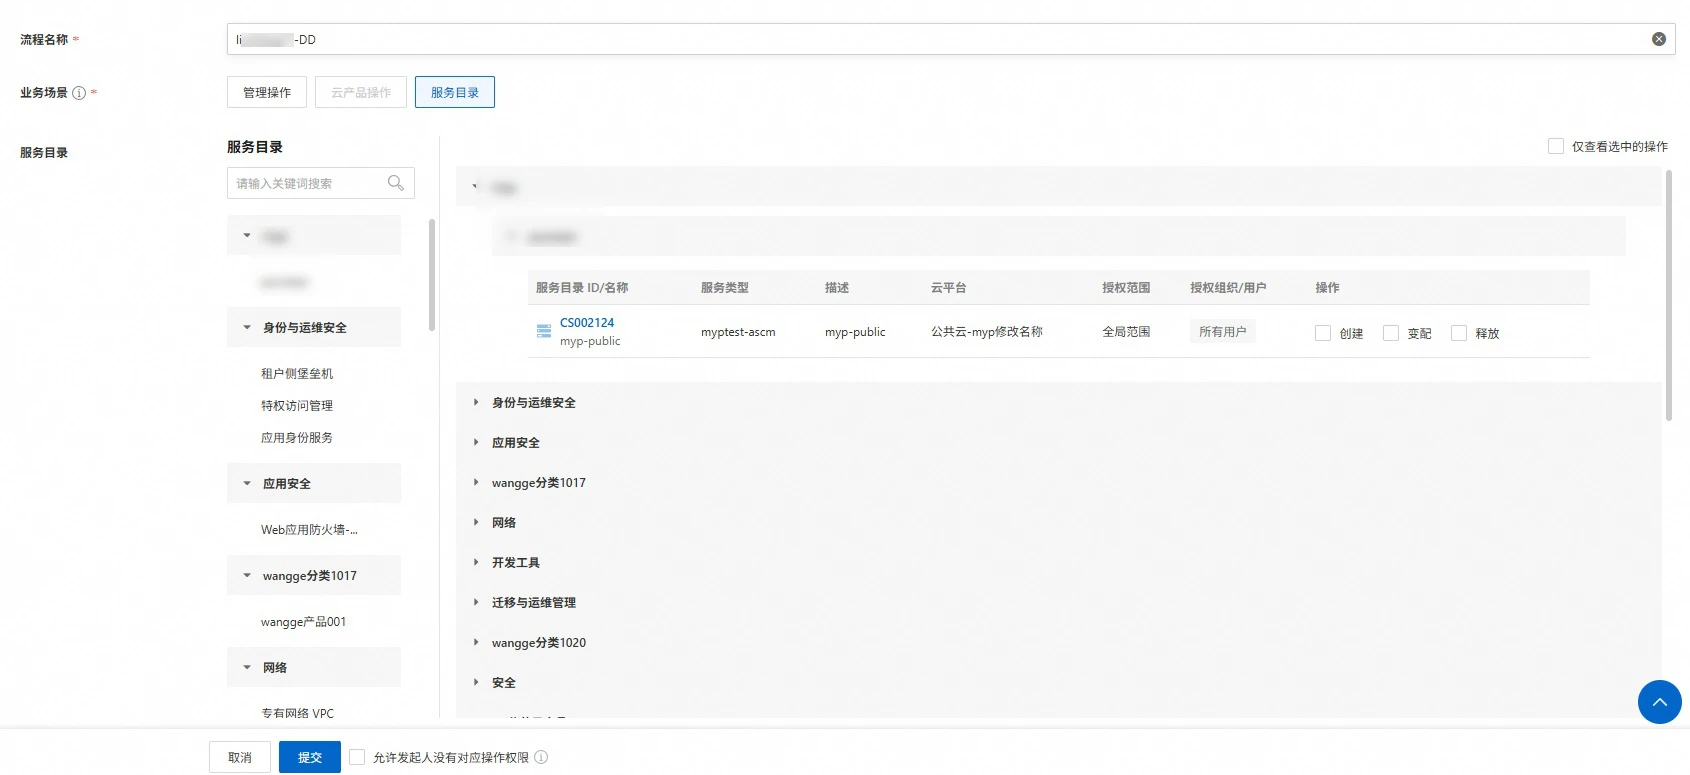 流程名称 *
li -DD
业务场景 *
管理操作 云产品操作 服务目录
服务目录
服务目录
请输入关键词搜索
身份与运维安全
租户侧堡垒机
特权访问管理
应用身份服务
应用安全
Web应用防火墙-...
wangge分类1017
wangge产品001
网络
专有网络 VPC
仅查看选中的操作
服务目录 ID/名称 服务类型 描述 云平台 授权范围 授权组织/用户 操作
CS002124
myp-public
myptest-ascm myp-public 公共云-myp修改名称 全局范围 所有用户 创建 变配 释放
身份与运维安全
应用安全
wangge分类1017
网络
开发工具
迁移与运维管理
wangge分类1020
安全
取消 提交 允许发起人没有对应操作权限